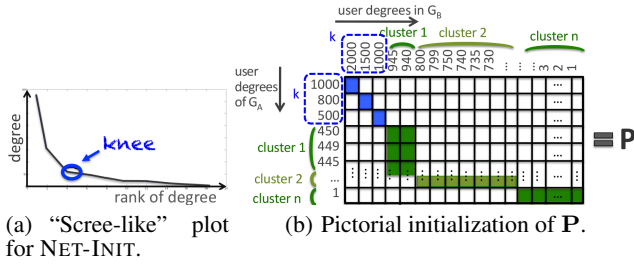 user degrees in G_B
k
cluster 1
cluster 2
cluster n
2000
1500
1000
945
940
800
799
750
740
735
730
...
...
3
2
1
user
degrees
of G_A
k
1000
800
500
450
449
445
...
1
cluster 1
cluster 2
cluster n
...
...
...
...
= P
degree
knee
rank of degree
(a) “Scree-like” plot
for NET-INIT.
(b) Pictorial initialization of P.